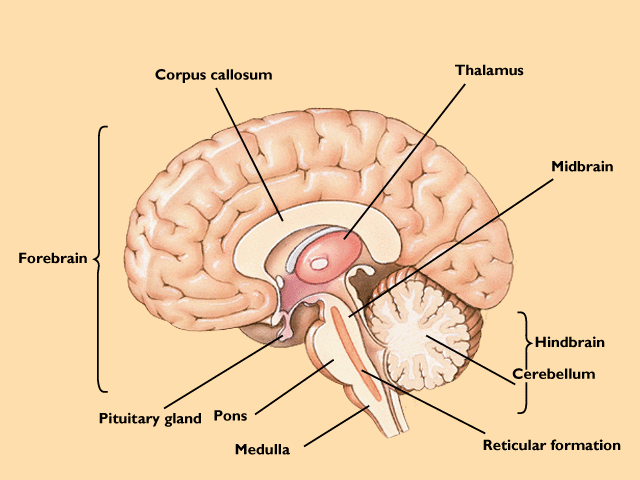 Thalamus
Corpus callosum
Midbrain
Forebrain
Hindbrain
Cerebellum
Pituitary gland
Pons
Medulla
Reticular formation